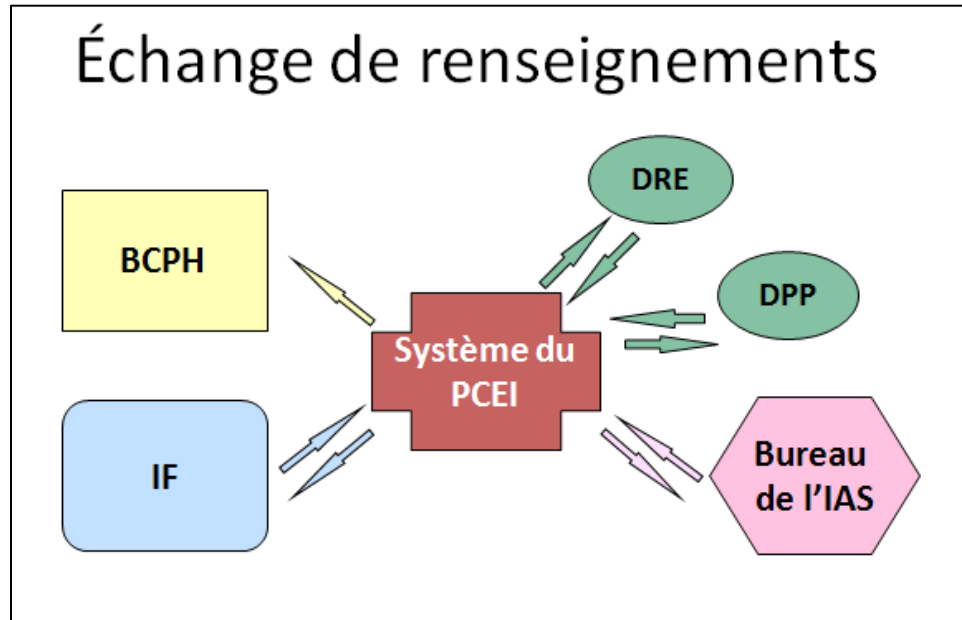 Échange de renseignements
DRE
BCPH
DPP
Système du
PCEI
IF
Bureau
de l’IAS